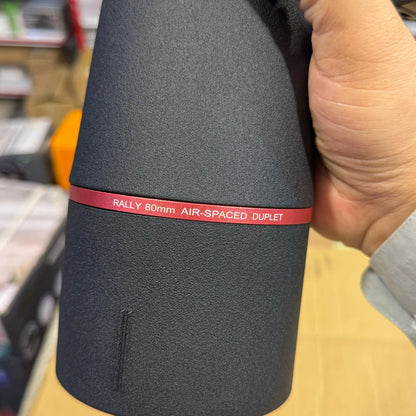 RALLY 80mm AIR-SPACED DUPLET